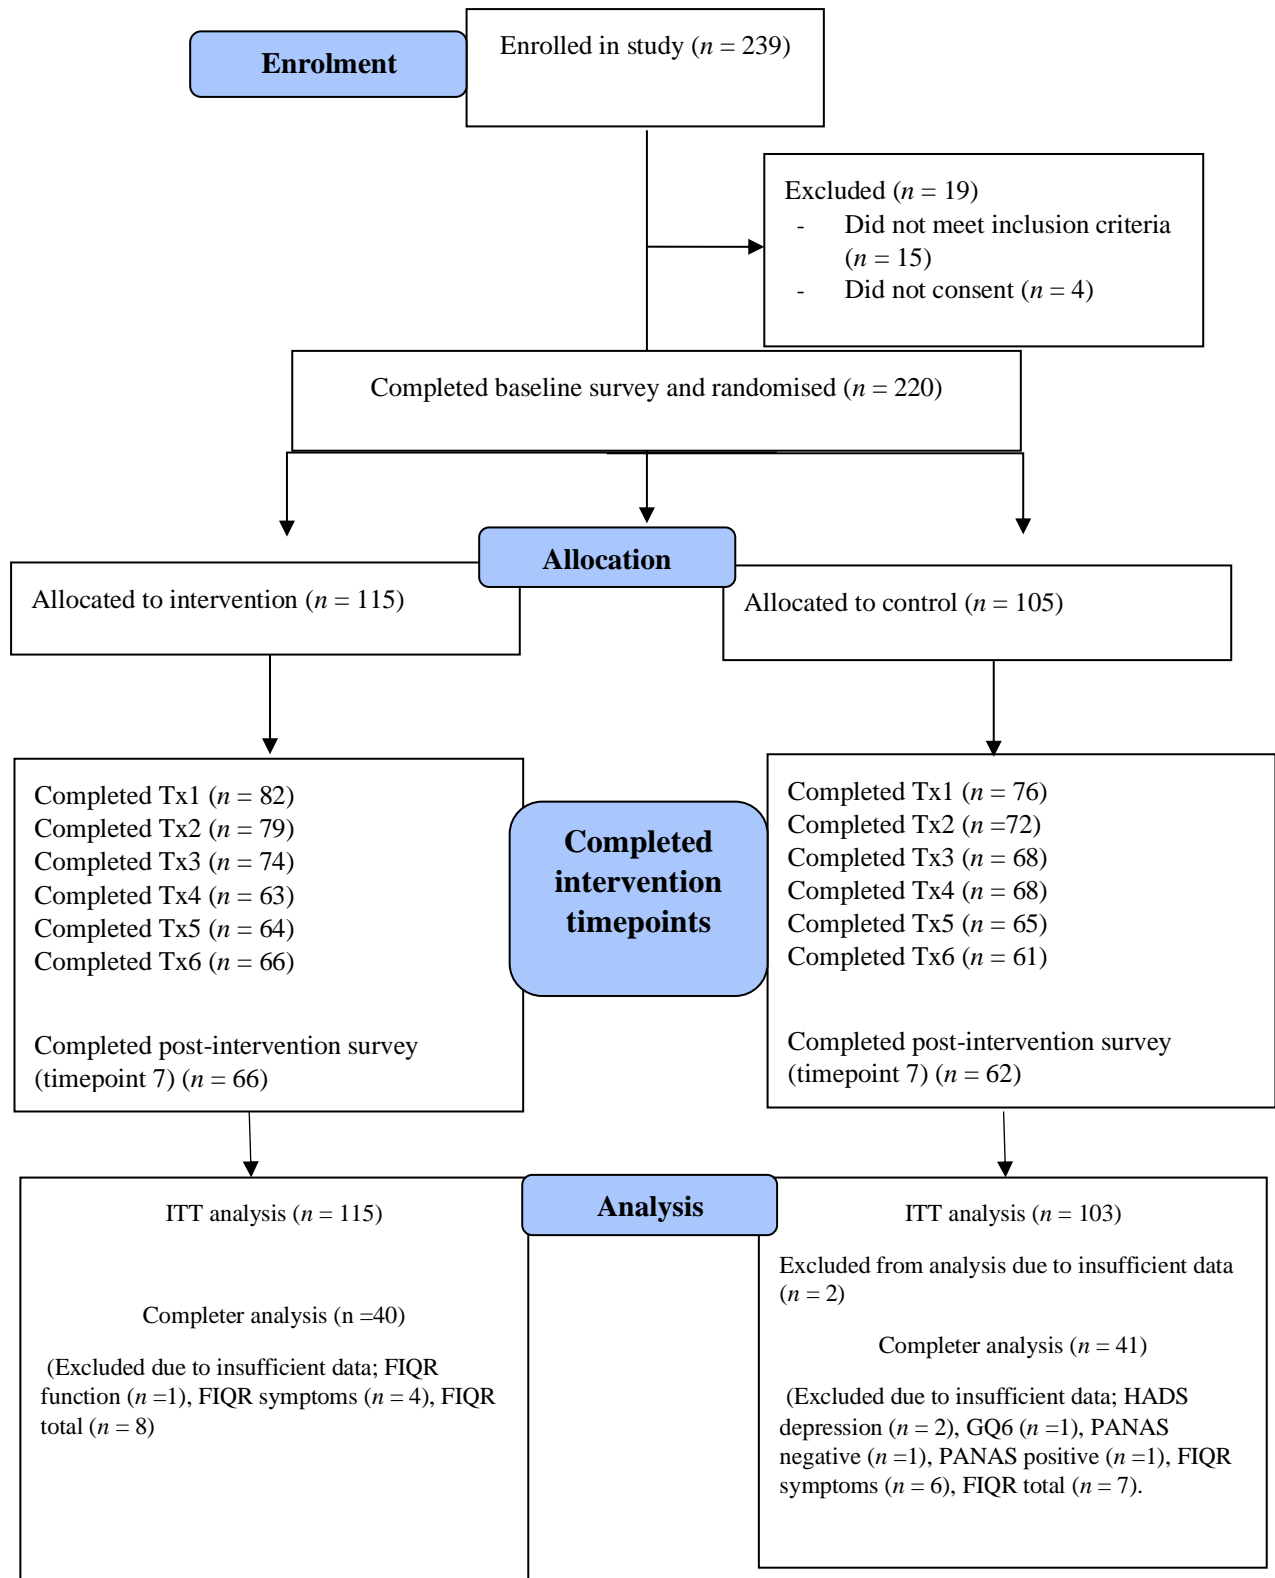 Enrolment
Enrolled in study (n = 239)
Excluded (n = 19)
- Did not meet inclusion criteria
(n = 15)
- Did not consent (n = 4)
Completed baseline survey and randomised (n = 220)
Allocation
Allocated to intervention (n = 115)
Allocated to control (n = 105)
Completed Tx1 (n = 82)
Completed Tx2 (n = 79)
Completed Tx3 (n = 74)
Completed Tx4 (n = 63)
Completed Tx5 (n = 64)
Completed Tx6 (n = 66)
Completed post-intervention survey
(timepoint 7) (n = 66)
Completed
intervention
timepoints
Completed Tx1 (n = 76)
Completed Tx2 (n =72)
Completed Tx3 (n = 68)
Completed Tx4 (n = 68)
Completed Tx5 (n = 65)
Completed Tx6 (n = 61)
Completed post-intervention survey
(timepoint 7) (n = 62)
Analysis
ITT analysis (n = 115)
Completer analysis (n =40)
(Excluded due to insufficient data; FIQR
function (n =1), FIQR symptoms (n = 4), FIQR
total (n = 8)
ITT analysis (n = 103)
Excluded from analysis due to insufficient data
(n = 2)
Completer analysis (n = 41)
(Excluded due to insufficient data; HADS
depression (n = 2), GQ6 (n =1), PANAS
negative (n =1), PANAS positive (n =1), FIQR
symptoms (n = 6), FIQR total (n = 7).